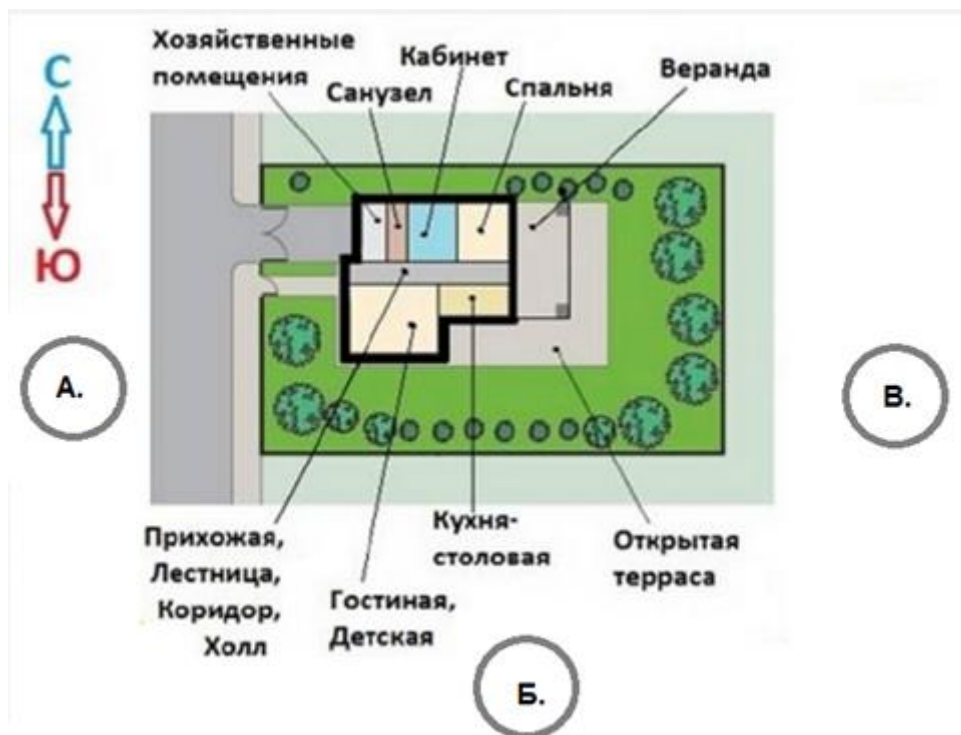 Хозяйственные
помещения
Санузел
Кабинет
Спальня
Веранда
С
Ю
А.
В.
Прихожая,
Лестница,
Коридор,
Холл
Гостиная,
Детская
Кухня-
столовая
Открытая
терраса
Б.